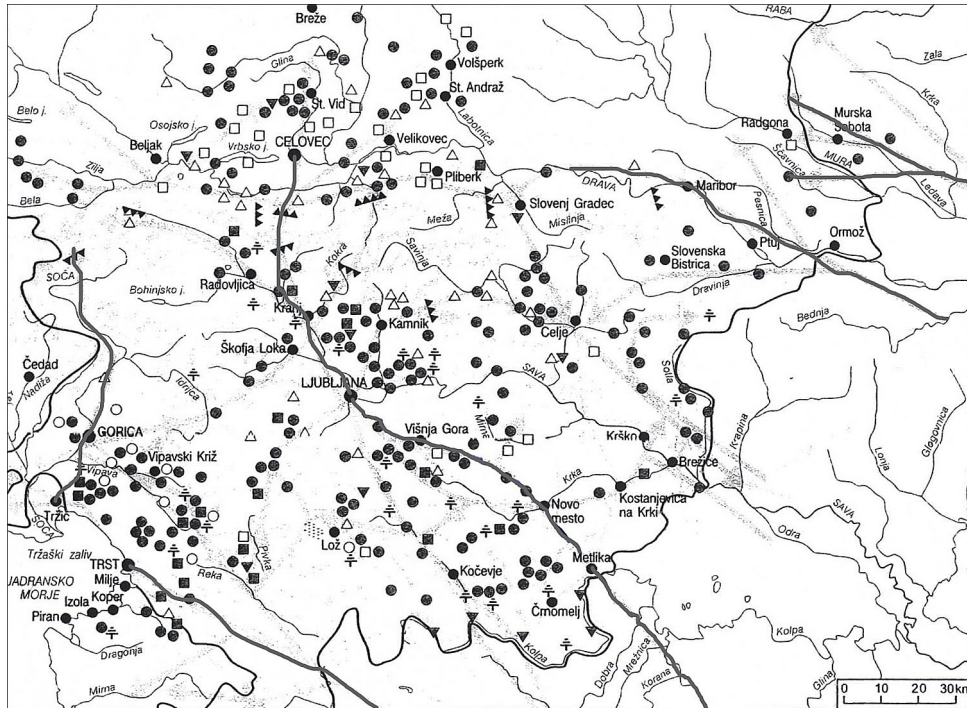 RABA
Breže
Glina
Volšperk
Zala
Krka
St. Andraž
Belo j.
Osojsko j.
Št. Vid
Labotnica
Radgona
Murska
Sobota
Beljak
Vrbsko j.
CELOVEC
Velikovec
Zilja
Pliberk
Ščavnica
MURA
Ledava
Bela
DRAVA
Maribor
Pesnica
Slovenj Gradec
Meža
Mislinja
Ormož
Ptuj
Slovenska
Bistrica
Savinja
Kokra
SOČA
Radovljica
Bohinjsko j.
Dravinja
Kranj
Kamnik
Celje
Bednja
Škofja Loka
Čedad
Nadiža
Idrijca
LJUBLJANA
SAVA
Sotla
GORICA
Višnja Gora
Mirna
Krško
Krapina
Lonja
Glogovnica
Vipavski Križ
Vipava
Brežice
Krka
Tržič
SOČA
Kostanjevica
na Krki
Novo
mesto
SAVA
Odra
Lož
Pivka
Tržaški zaliv
TRST
Reka
Metlika
JADRANSKO
MORJE
Milje
Koper
Izola
Piran
Kočevje
Črnomelj
Dragonja
Kolpa
Kolpa
Dobra
Mrežnica
Korana
Glina
Mirna
0 10 20 30 km